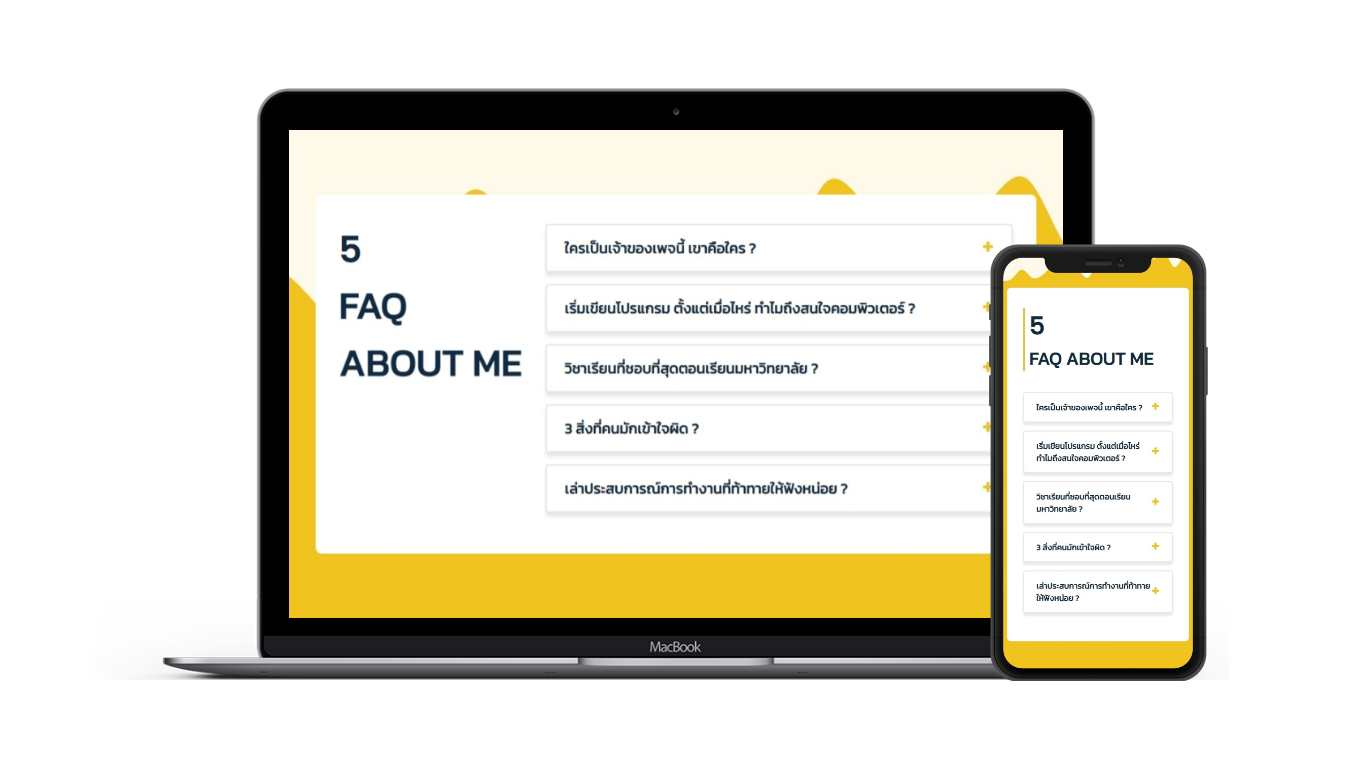 5
FAQ
ABOUT ME
ใครเป็นเจ้าของเพจนี้ เขาคือใคร ?
เริ่มเขียนโปรแกรม ตั้งแต่เมื่อไหร่ ทำไมถึงสนใจคอมพิวเตอร์ ?
วิชาเรียนที่ชอบที่สุดตอนเรียนมหาวิทยาลัย ?
3 สิ่งที่คนมักเข้าใจผิด ?
เล่าประสบการณ์การทำงานที่ท้าทายให้ฟังหน่อย ?
MacBook
5
FAQ ABOUT ME
ใครเป็นเจ้าของเพจนี้ เขาคือใคร ?
เริ่มเขียนโปรแกรม ตั้งแต่เมื่อไหร่
ทำไมถึงสนใจคอมพิวเตอร์ ?
วิชาเรียนที่ชอบที่สุดตอนเรียน
มหาวิทยาลัย ?
3 สิ่งที่คนมักเข้าใจผิด ?
เล่าประสบการณ์การทำงานที่ท้าทาย
ให้ฟังหน่อย ?